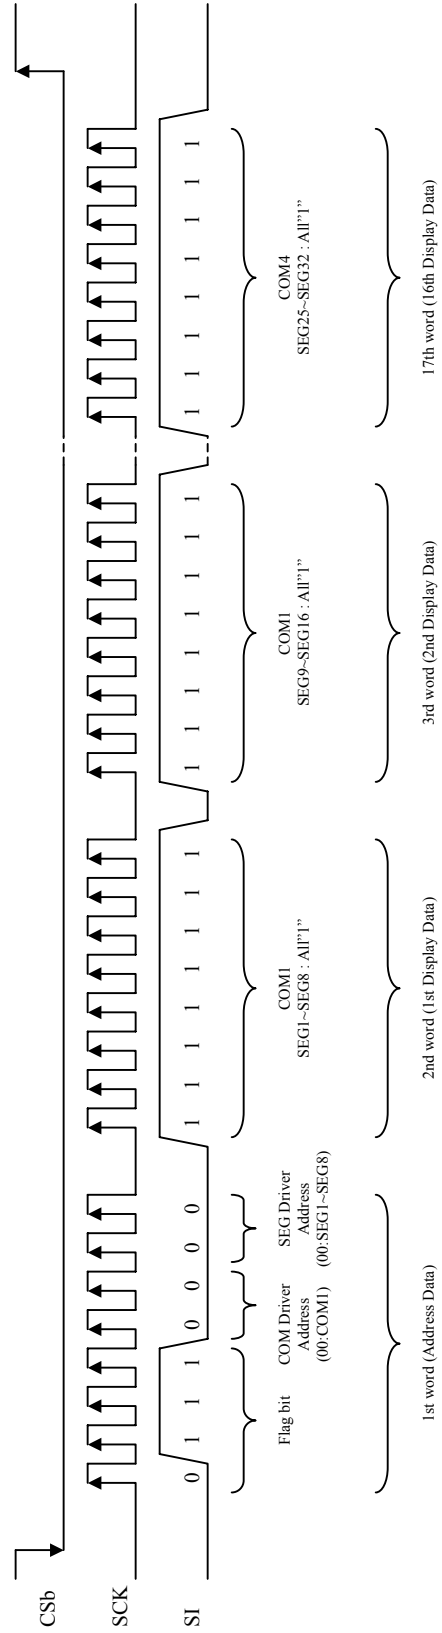 CSb
SCK
SI
0 1 1 1 0 0 0 0
1 1 1 1 1 1 1 1
1 1 1 1 1 1 1 1
1 1 1 1 1 1 1 1
Flag bit
COM Driver
Address
(00:COM1)
SEG Driver
Address
(00:SEG1~SEG8)
COM1
SEG1~SEG8 : All”1”
COM1
SEG9~SEG16 : All”1”
COM4
SEG25~SEG32 : All”1”
1st word (Address Data)
2nd word (1st Display Data)
3rd word (2nd Display Data)
17th word (16th Display Data)